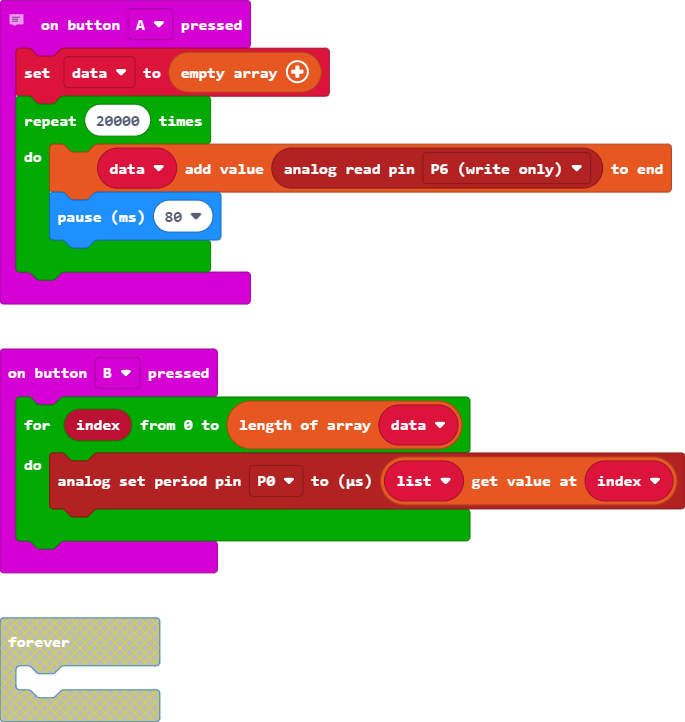 on button A pressed
set data to empty array
repeat 20000 times
do
data add value analog read pin P6 (write only) to end
pause (ms) 80
on button B pressed
for index from 0 to length of array data
do
analog set period pin P0 to (µs) list get value at index
forever